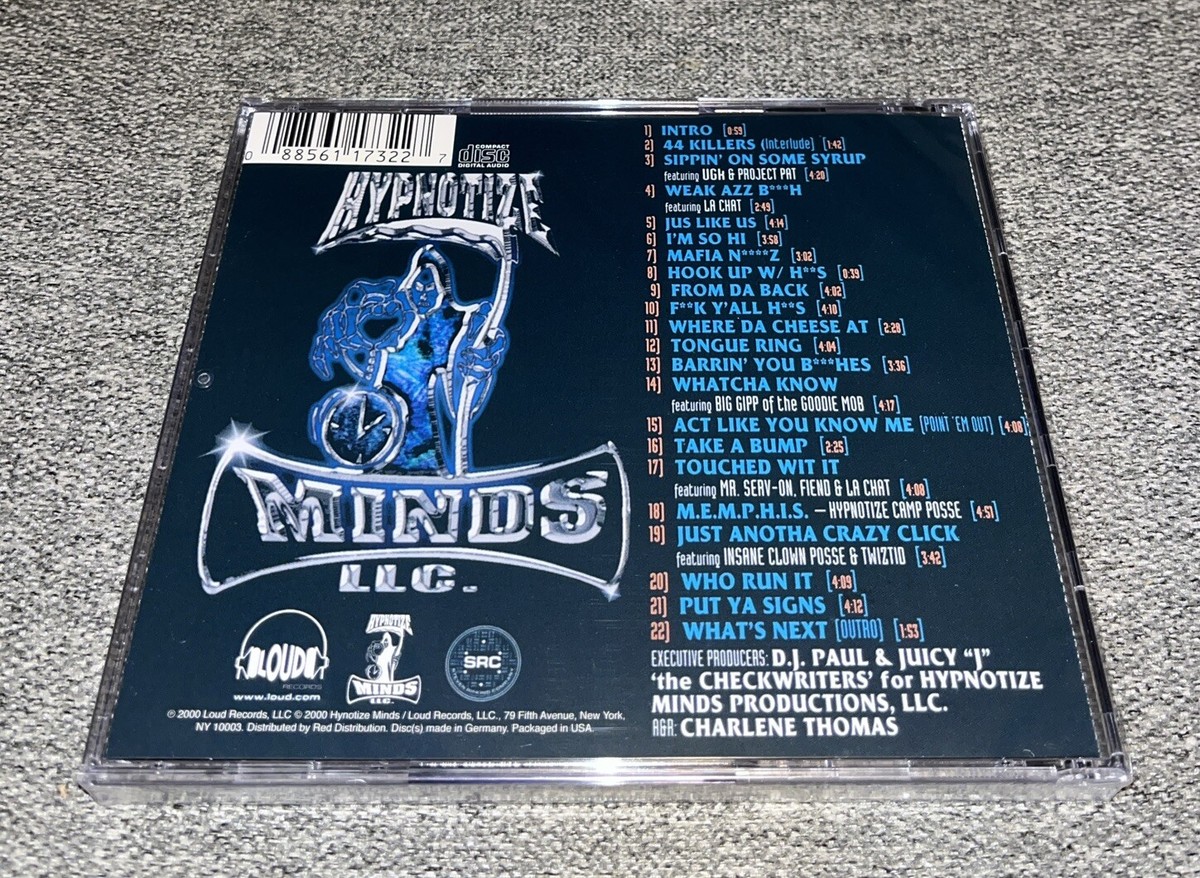 0 88561 17322 7
COMPACT
disc
DIGITAL AUDIO
HYPNOTIZE
MINDS
LLC.
LOUD
RECORDS
www.loud.com
HYPNOTIZE
MINDS
LLC.
SRC
℗ 2000 Loud Records, LLC © 2000 Hynotize Minds / Loud Records, LLC., 79 Fifth Avenue, New York,
NY 10003. Distributed by Red Distribution. Disc(s) made in Germany. Packaged in USA.
1] INTRO [0:59]
2] 44 KILLERS (Interlude) [1:42]
3] SIPPIN' ON SOME SYRUP
featuring UGK & PROJECT PAT [4:20]
4] WEAK AZZ B***H
featuring LA CHAT [2:49]
5] JUS LIKE US [4:14]
6] I'M SO HI [3:58]
7] MAFIA N****Z [3:02]
8] HOOK UP W/ H**S [0:39]
9] FROM DA BACK [4:02]
10] F**K Y'ALL H**S [4:10]
11] WHERE DA CHEESE AT [2:28]
12] TONGUE RING [4:04]
13] BARRIN' YOU B***HES [3:36]
14] WHATCHA KNOW
featuring BIG GIPP of the GOODIE MOB [4:17]
15] ACT LIKE YOU KNOW ME [POINT 'EM OUT] [4:08]
16] TAKE A BUMP [2:25]
17] TOUCHED WIT IT
featuring MR. SERV-ON, FIEND & LA CHAT [4:08]
18] M.E.M.P.H.I.S. – HYPNOTIZE CAMP POSSE [4:51]
19] JUST ANOTHA CRAZY CLICK
featuring INSANE CLOWN POSSE & TWIZTID [3:42]
20] WHO RUN IT [4:09]
21] PUT YA SIGNS [4:12]
22] WHAT'S NEXT [OUTRO] [1:53]
EXECUTIVE PRODUCERS: D.J. PAUL & JUICY "J"
'the CHECKWRITERS' for HYPNOTIZE
MINDS PRODUCTIONS, LLC.
A&R: CHARLENE THOMAS